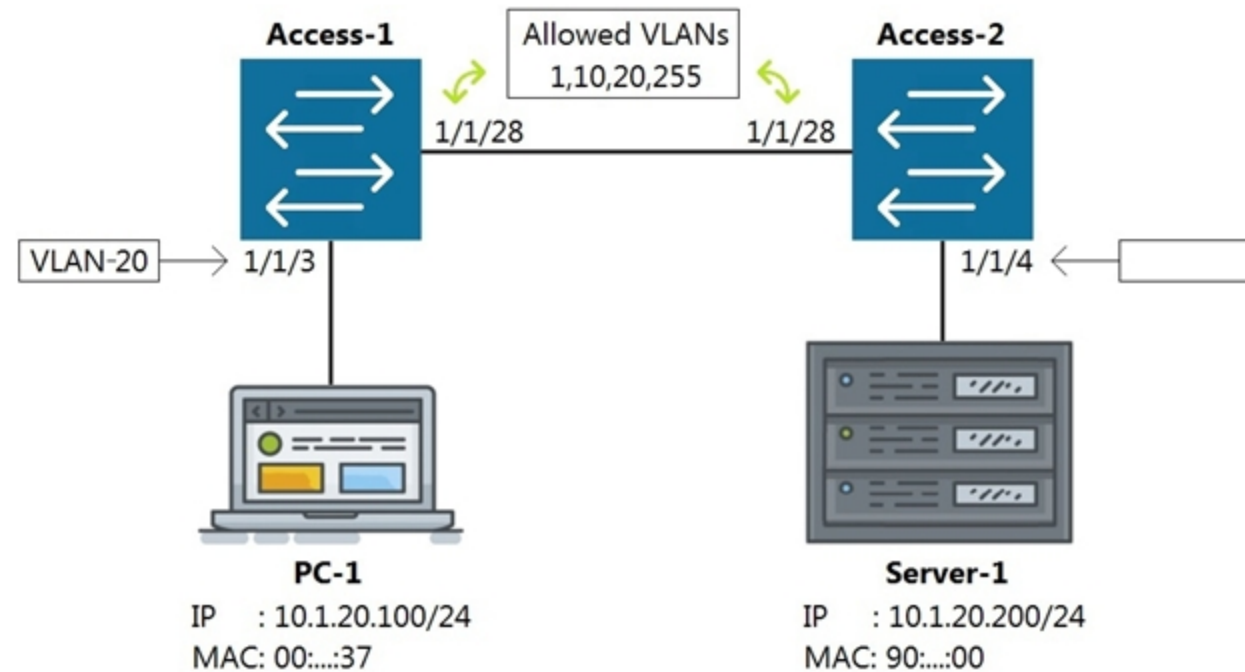 Access-1
Allowed VLANs
1,10,20,255
Access-2
1/1/28
1/1/28
VLAN-20
1/1/3
1/1/4
PC-1
IP : 10.1.20.100/24
MAC: 00:...:37
Server-1
IP : 10.1.20.200/24
MAC: 90:...:00